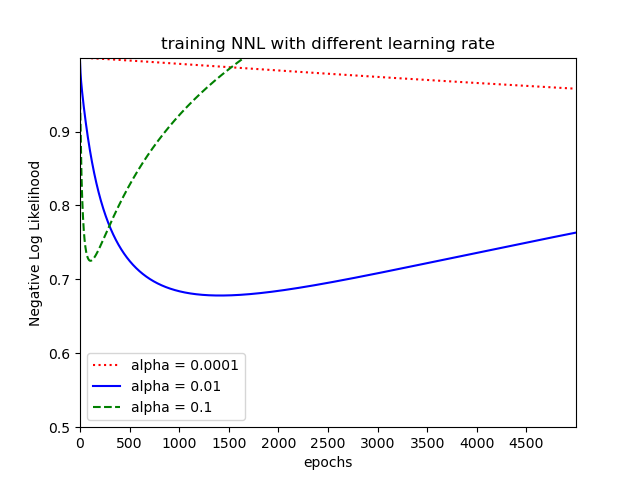 training NNL with different learning rate
Negative Log Likelihood
0.9
0.8
0.7
0.6
0.5
alpha = 0.0001
alpha = 0.01
alpha = 0.1
0 500 1000 1500 2000 2500 3000 3500 4000 4500
epochs